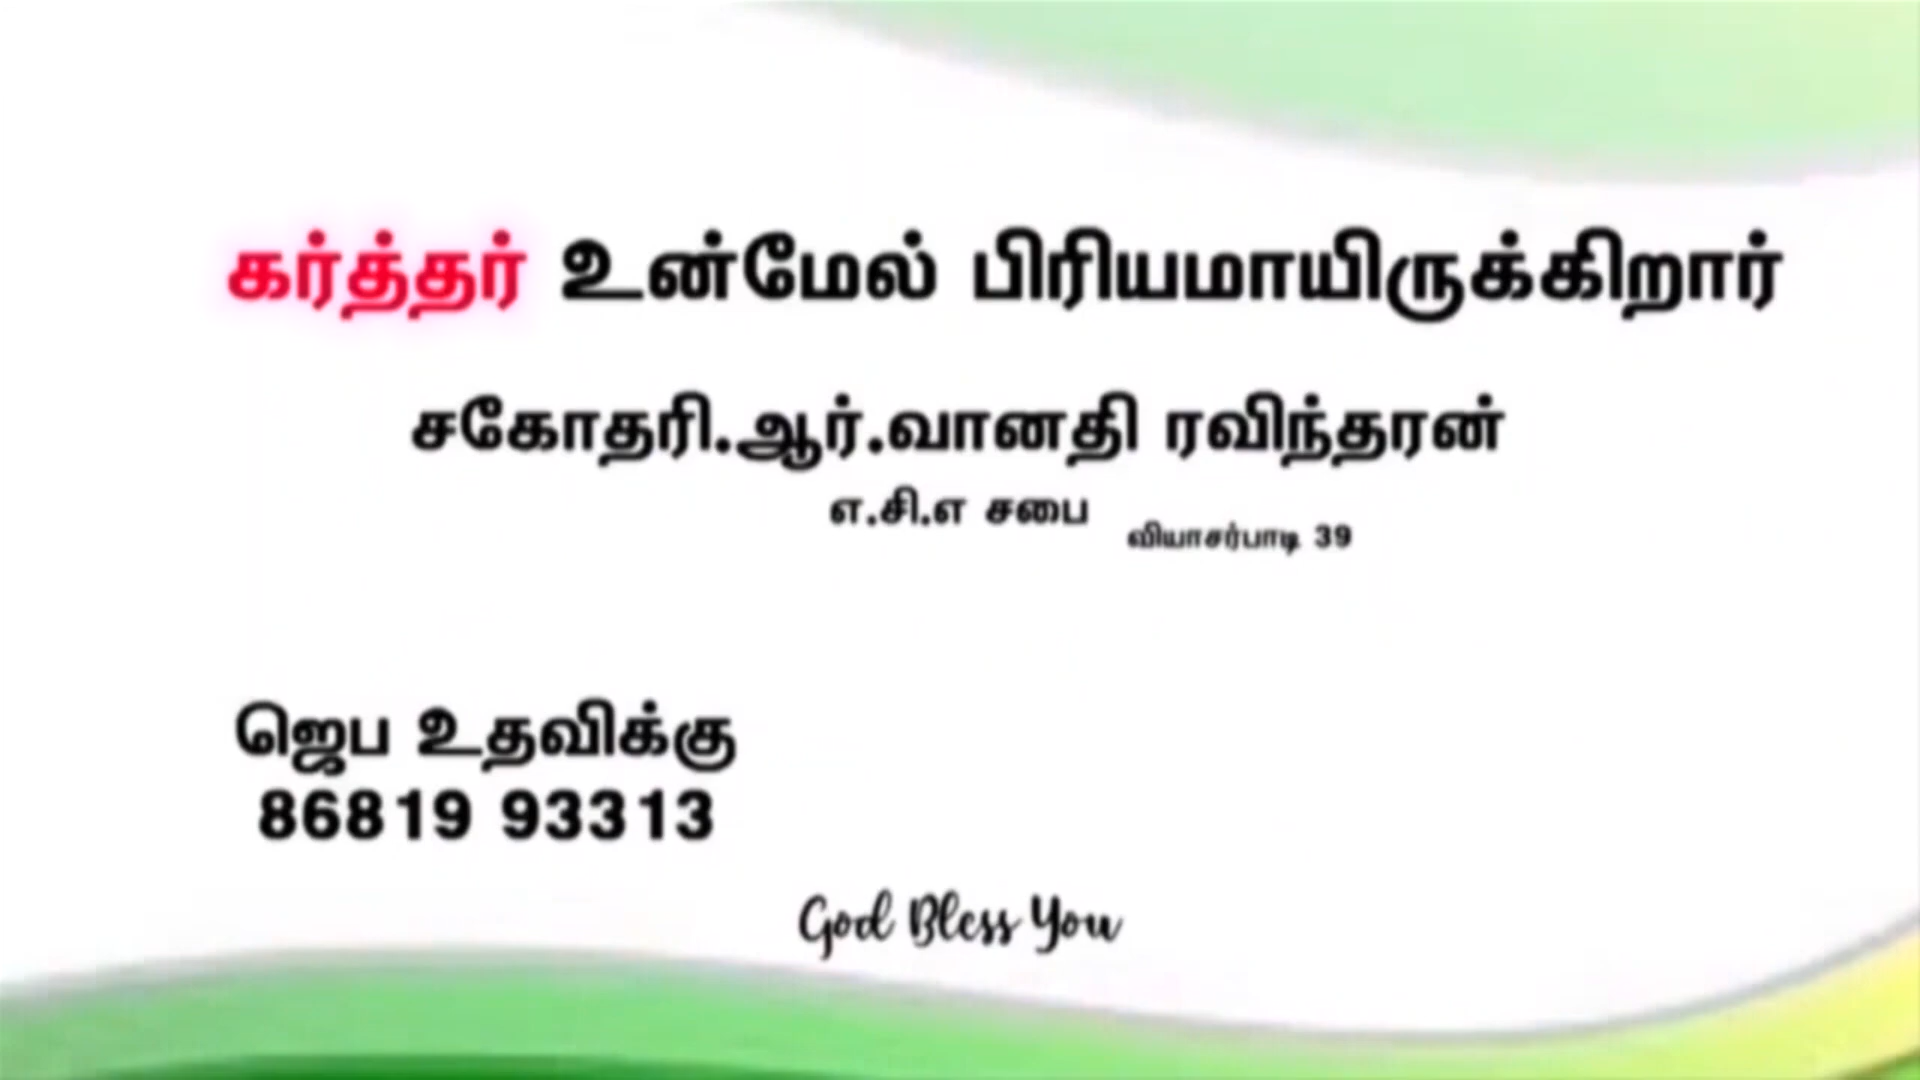 கர்த்தர் உன்மேல் பிரியமாயிருக்கிறார்
சகோதரி.ஆர்.வானதி ரவிந்தரன்
எ.சி.எ சபை
வியாசர்பாடி 39
ஜெப உதவிக்கு
86819 93313
God Bless You